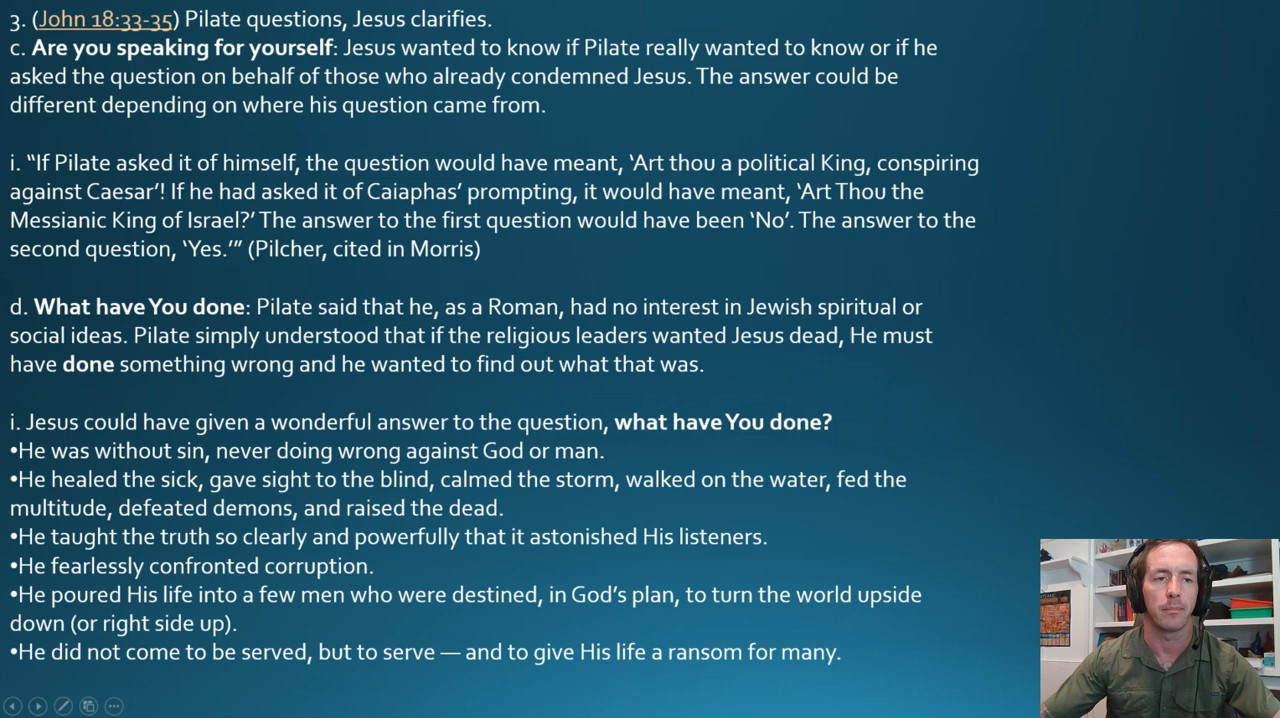 3. (John 18:33-35) Pilate questions, Jesus clarifies.
c. Are you speaking for yourself: Jesus wanted to know if Pilate really wanted to know or if he
asked the question on behalf of those who already condemned Jesus. The answer could be
different depending on where his question came from.
i. “If Pilate asked it of himself, the question would have meant, ‘Art thou a political King, conspiring
against Caesar’! If he had asked it of Caiaphas’ prompting, it would have meant, ‘Art Thou the
Messianic King of Israel?’ The answer to the first question would have been ‘No’. The answer to the
second question, ‘Yes.’” (Pilcher, cited in Morris)
d. What have You done: Pilate said that he, as a Roman, had no interest in Jewish spiritual or
social ideas. Pilate simply understood that if the religious leaders wanted Jesus dead, He must
have done something wrong and he wanted to find out what that was.
i. Jesus could have given a wonderful answer to the question, what have You done?
•He was without sin, never doing wrong against God or man.
•He healed the sick, gave sight to the blind, calmed the storm, walked on the water, fed the
multitude, defeated demons, and raised the dead.
•He taught the truth so clearly and powerfully that it astonished His listeners.
•He fearlessly confronted corruption.
•He poured His life into a few men who were destined, in God’s plan, to turn the world upside
down (or right side up).
•He did not come to be served, but to serve — and to give His life a ransom for many.